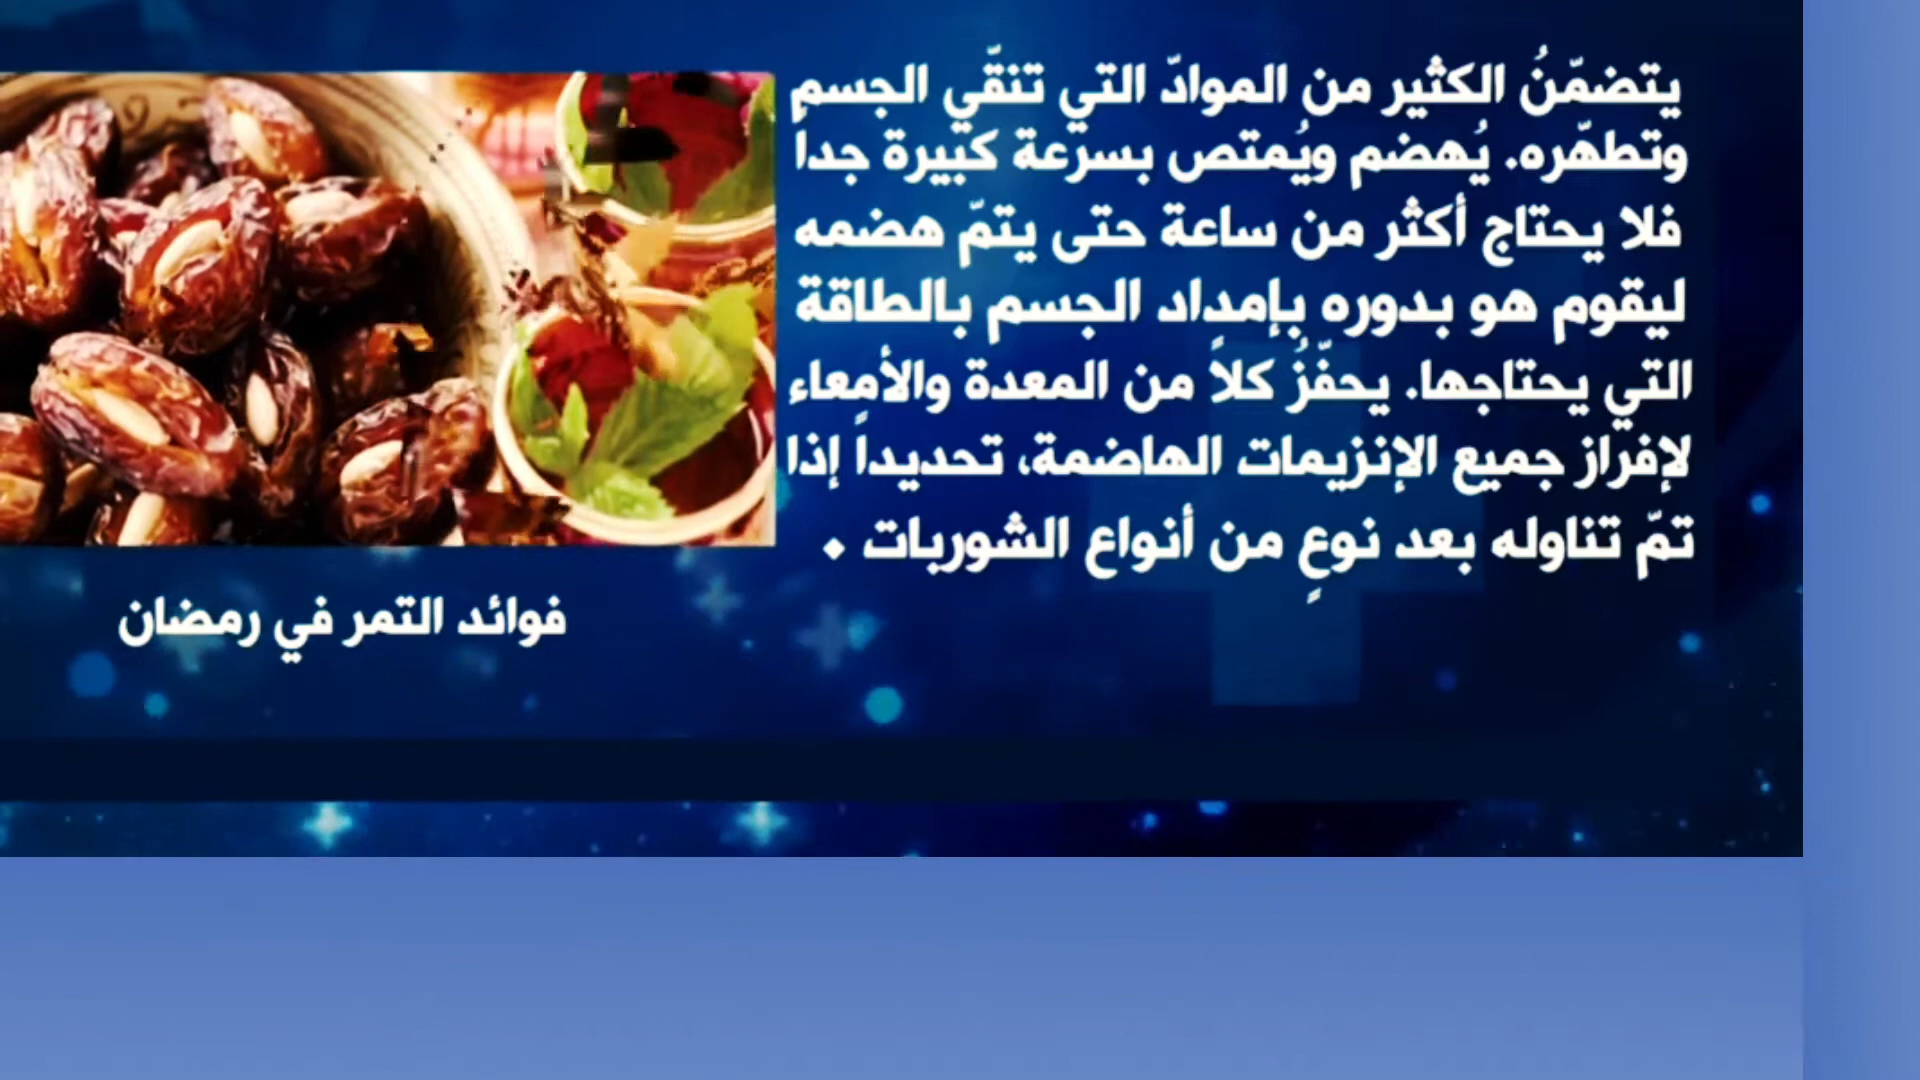 يتضمّنُ الكثير من الموادّ التي تنقّي الجسم
وتطهّره. يُهضم ويُمتص بسرعة كبيرة جداً
فلا يحتاج أكثر من ساعة حتى يتمّ هضمه
ليقوم هو بدوره بإمداد الجسم بالطاقة
التي يحتاجها. يحفّزُ كلاً من المعدة والأمعاء
لإفراز جميع الإنزيمات الهاضمة، تحديداً إذا
تمّ تناوله بعد نوعٍ من أنواع الشوربات
فوائد التمر في رمضان